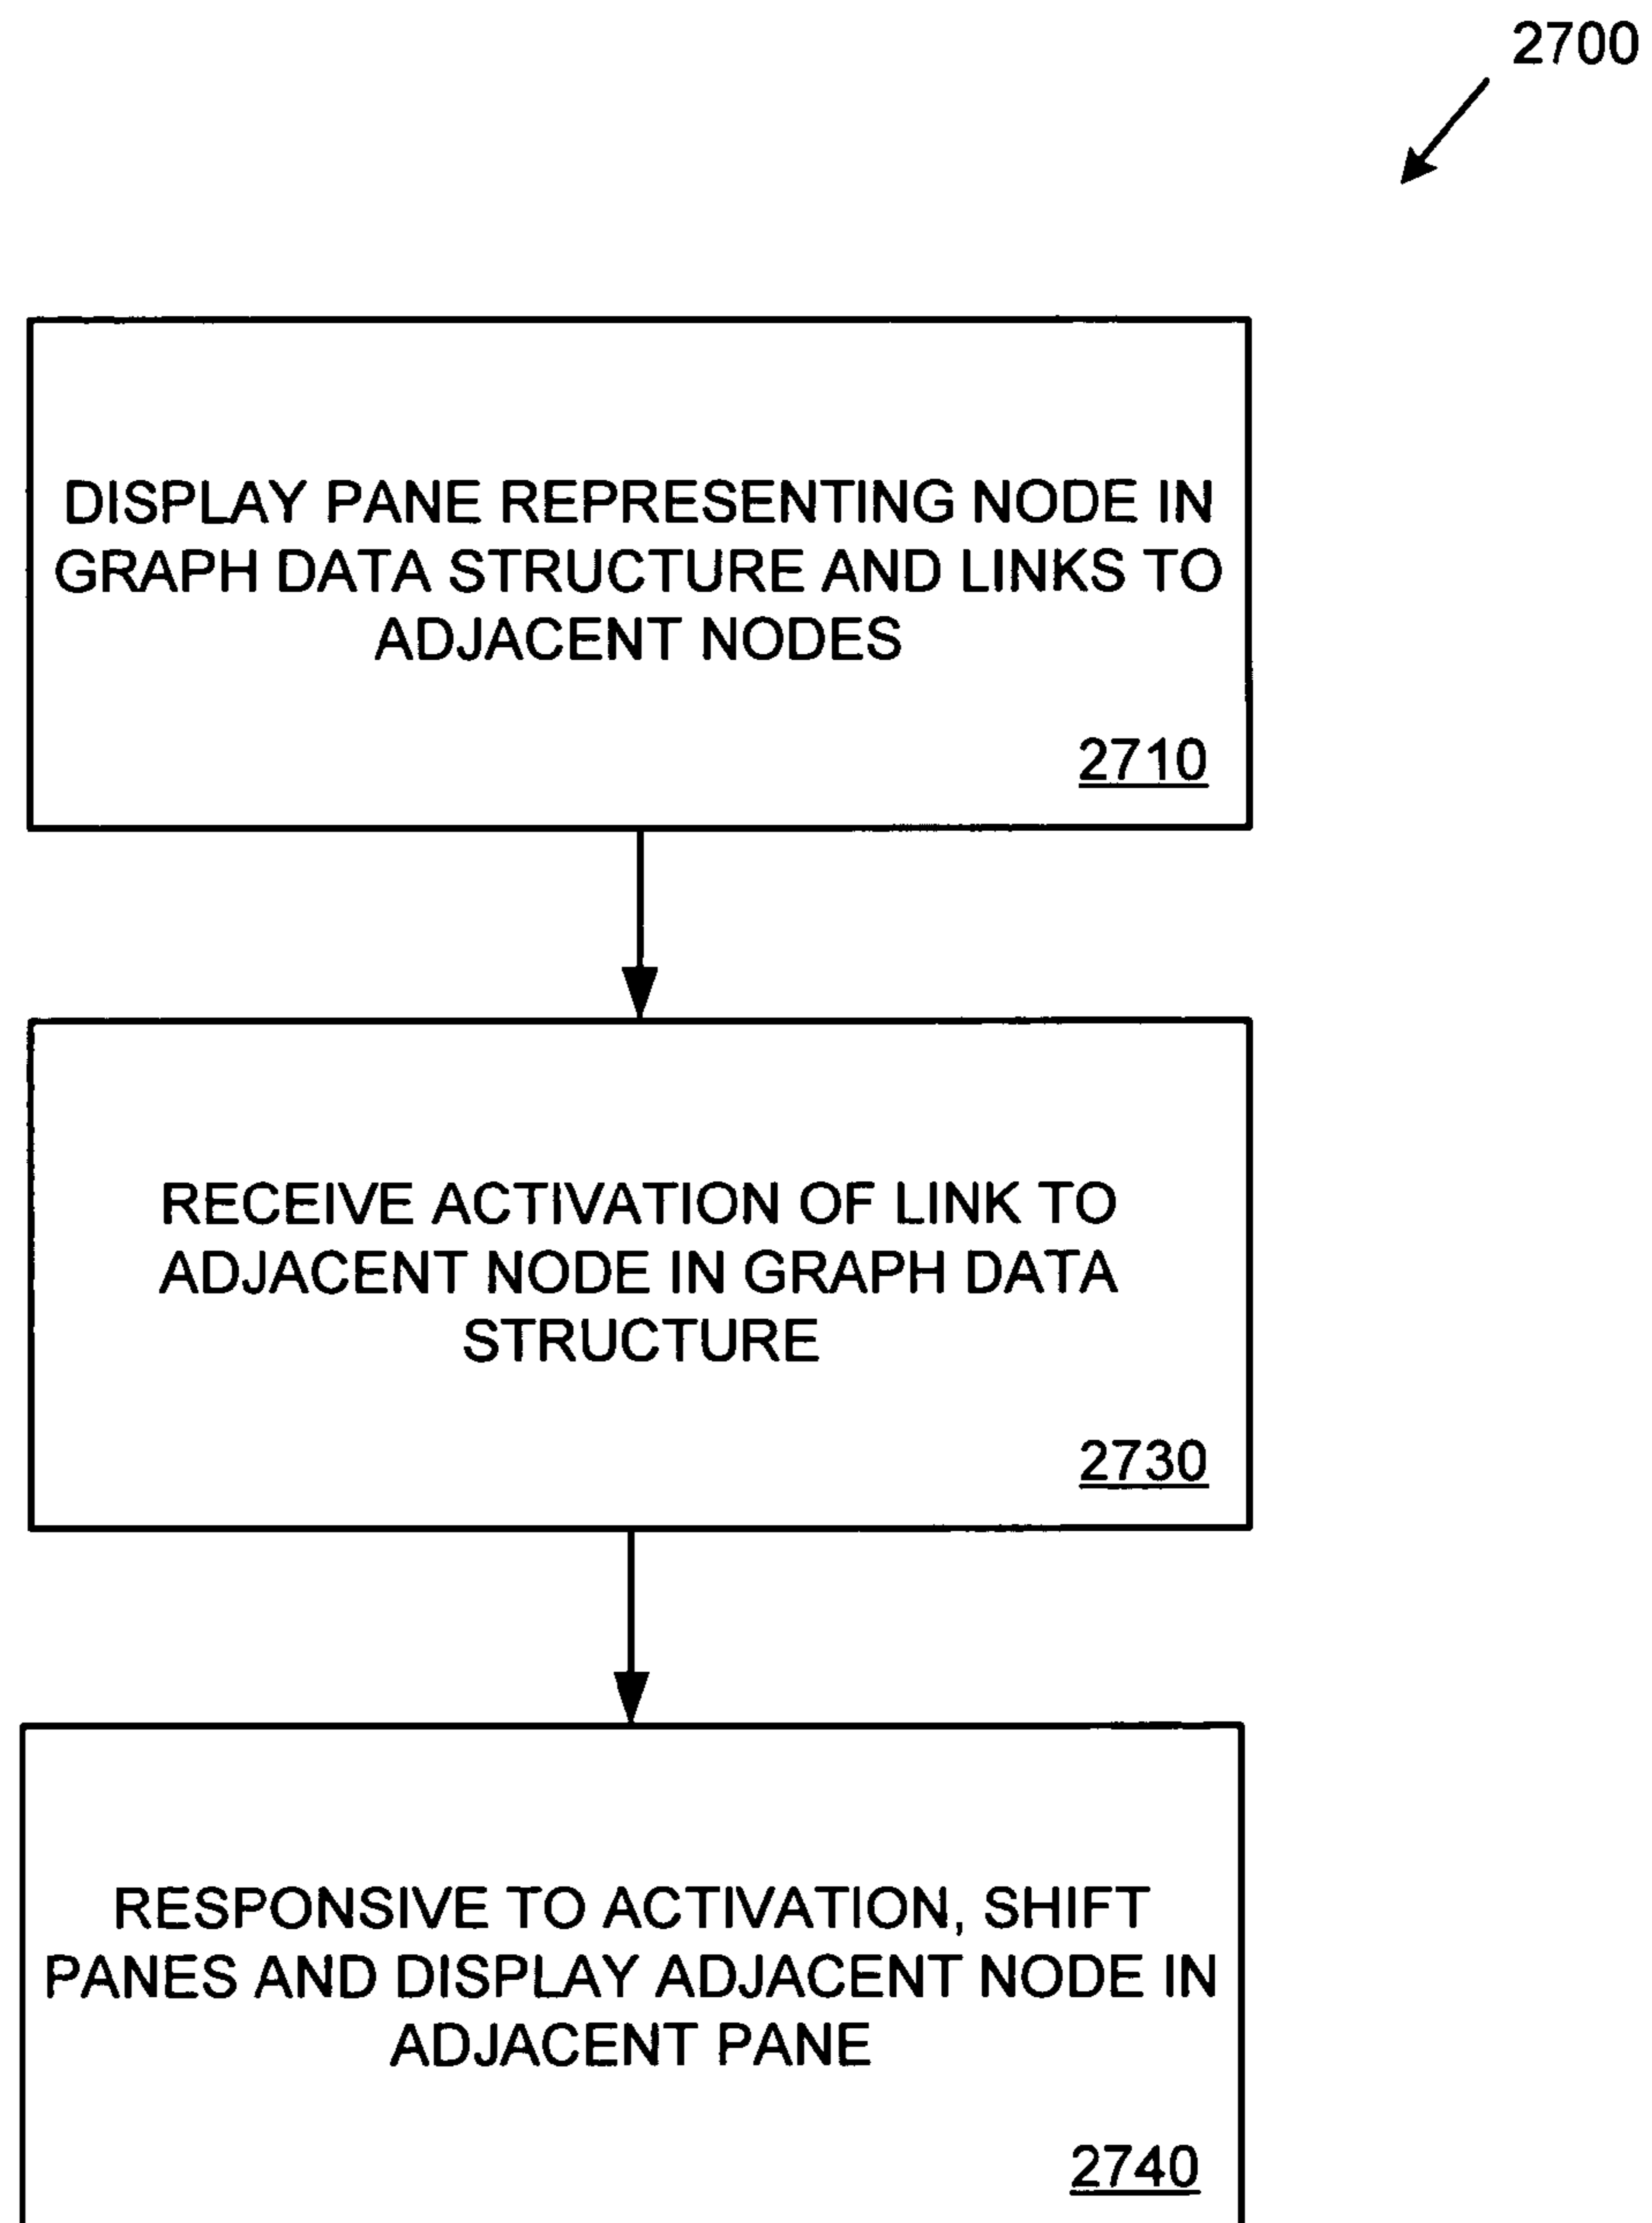 2700
DISPLAY PANE REPRESENTING NODE IN
GRAPH DATA STRUCTURE AND LINKS TO
ADJACENT NODES
2710
RECEIVE ACTIVATION OF LINK TO
ADJACENT NODE IN GRAPH DATA
STRUCTURE
2730
RESPONSIVE TO ACTIVATION, SHIFT
PANES AND DISPLAY ADJACENT NODE IN
ADJACENT PANE
2740